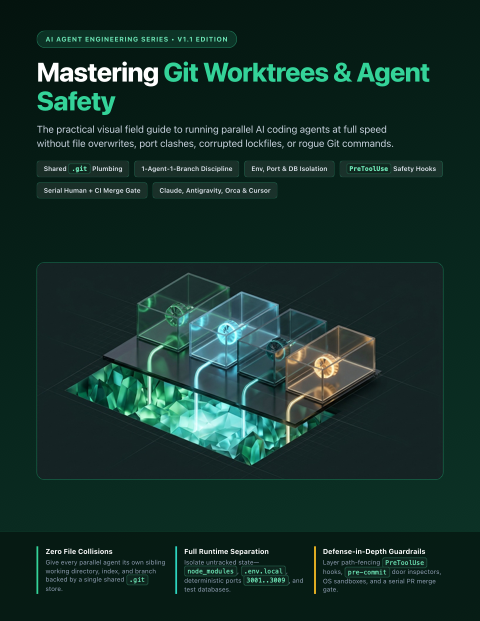 AI AGENT ENGINEERING SERIES • V1.1 EDITION
Mastering Git Worktrees & Agent
Safety
The practical visual field guide to running parallel AI coding agents at full speed
without file overwrites, port clashes, corrupted lockfiles, or rogue Git commands.
Shared .git Plumbing
1-Agent-1-Branch Discipline
Env, Port & DB Isolation
PreToolUse Safety Hooks
Serial Human + CI Merge Gate
Claude, Antigravity, Orca & Cursor
Zero File Collisions
Give every parallel agent its own sibling
working directory, index, and branch
backed by a single shared .git
store.
Full Runtime Separation
Isolate untracked state—
node_modules, .env.local,
deterministic ports 3001..3009, and
test databases.
Defense-in-Depth Guardrails
Layer path-fencing PreToolUse
hooks, pre-commit door inspectors,
OS sandboxes, and a serial PR merge
gate.